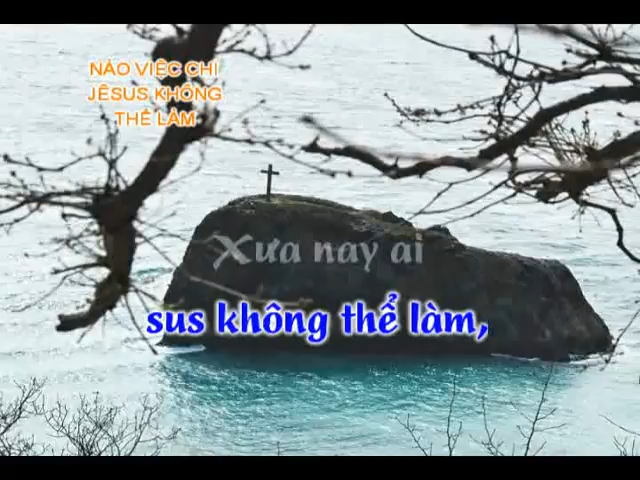 NÀO VIỆC CHI
JÊSUS KHÔNG
THỂ LÀM
Xưa nay ai
sus không thể làm,